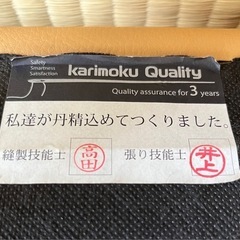 Safety
Smartness
Satisfaction
karimoku Quality
Quality assurance for 3 years
私達が丹精込めてつくりました。
縫製技能士 高田 張り技能士 井上